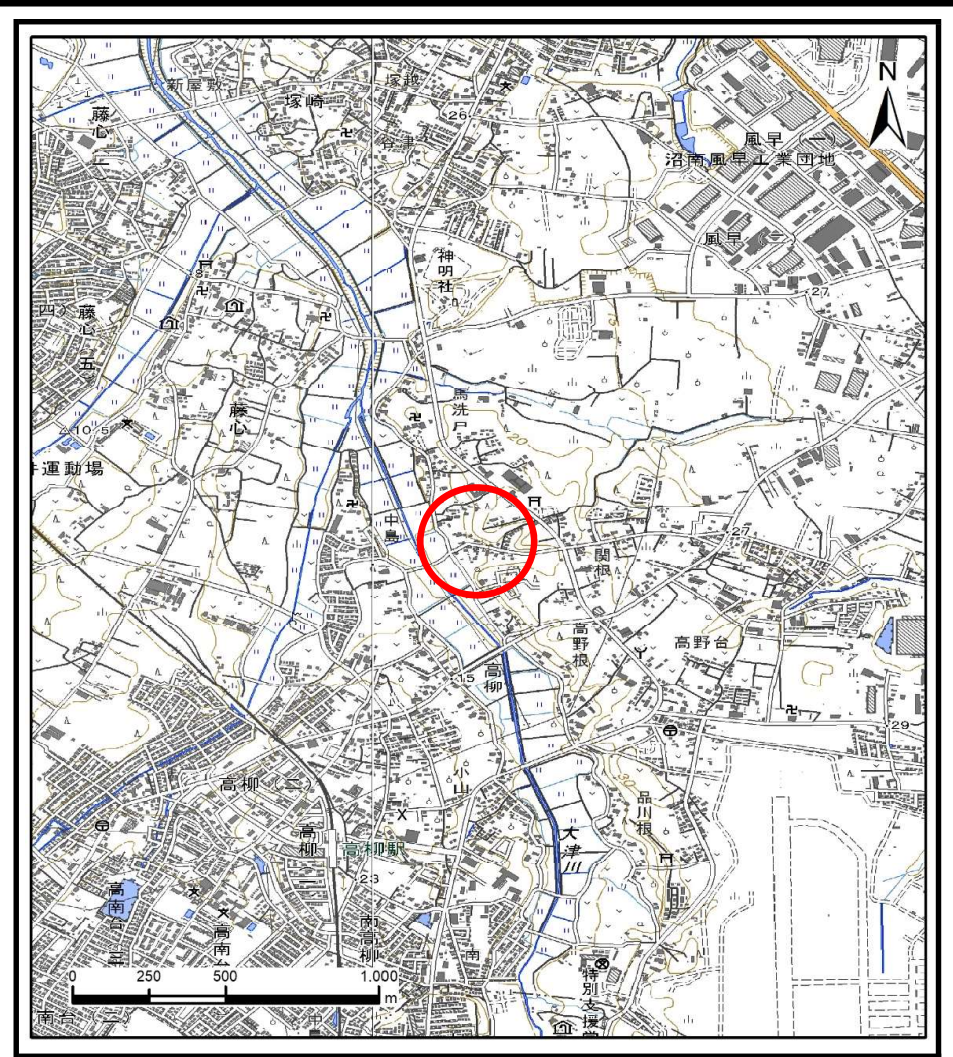 新屋敷
塚越
塚崎
谷津
26
藤心
N
風早(一)
沼南風早工業団地
風早(二)
神明社
27
藤心五
馬洗戸
藤心
20
10.5
運動場
中島
関根
27
高野根
高野台
高柳
15
29
高柳(二)
小山
品川根
大津川
高柳
高柳駅
23
高南台
高南台
南高柳
南
特別支援学
0 250 500 1,000
m
南台